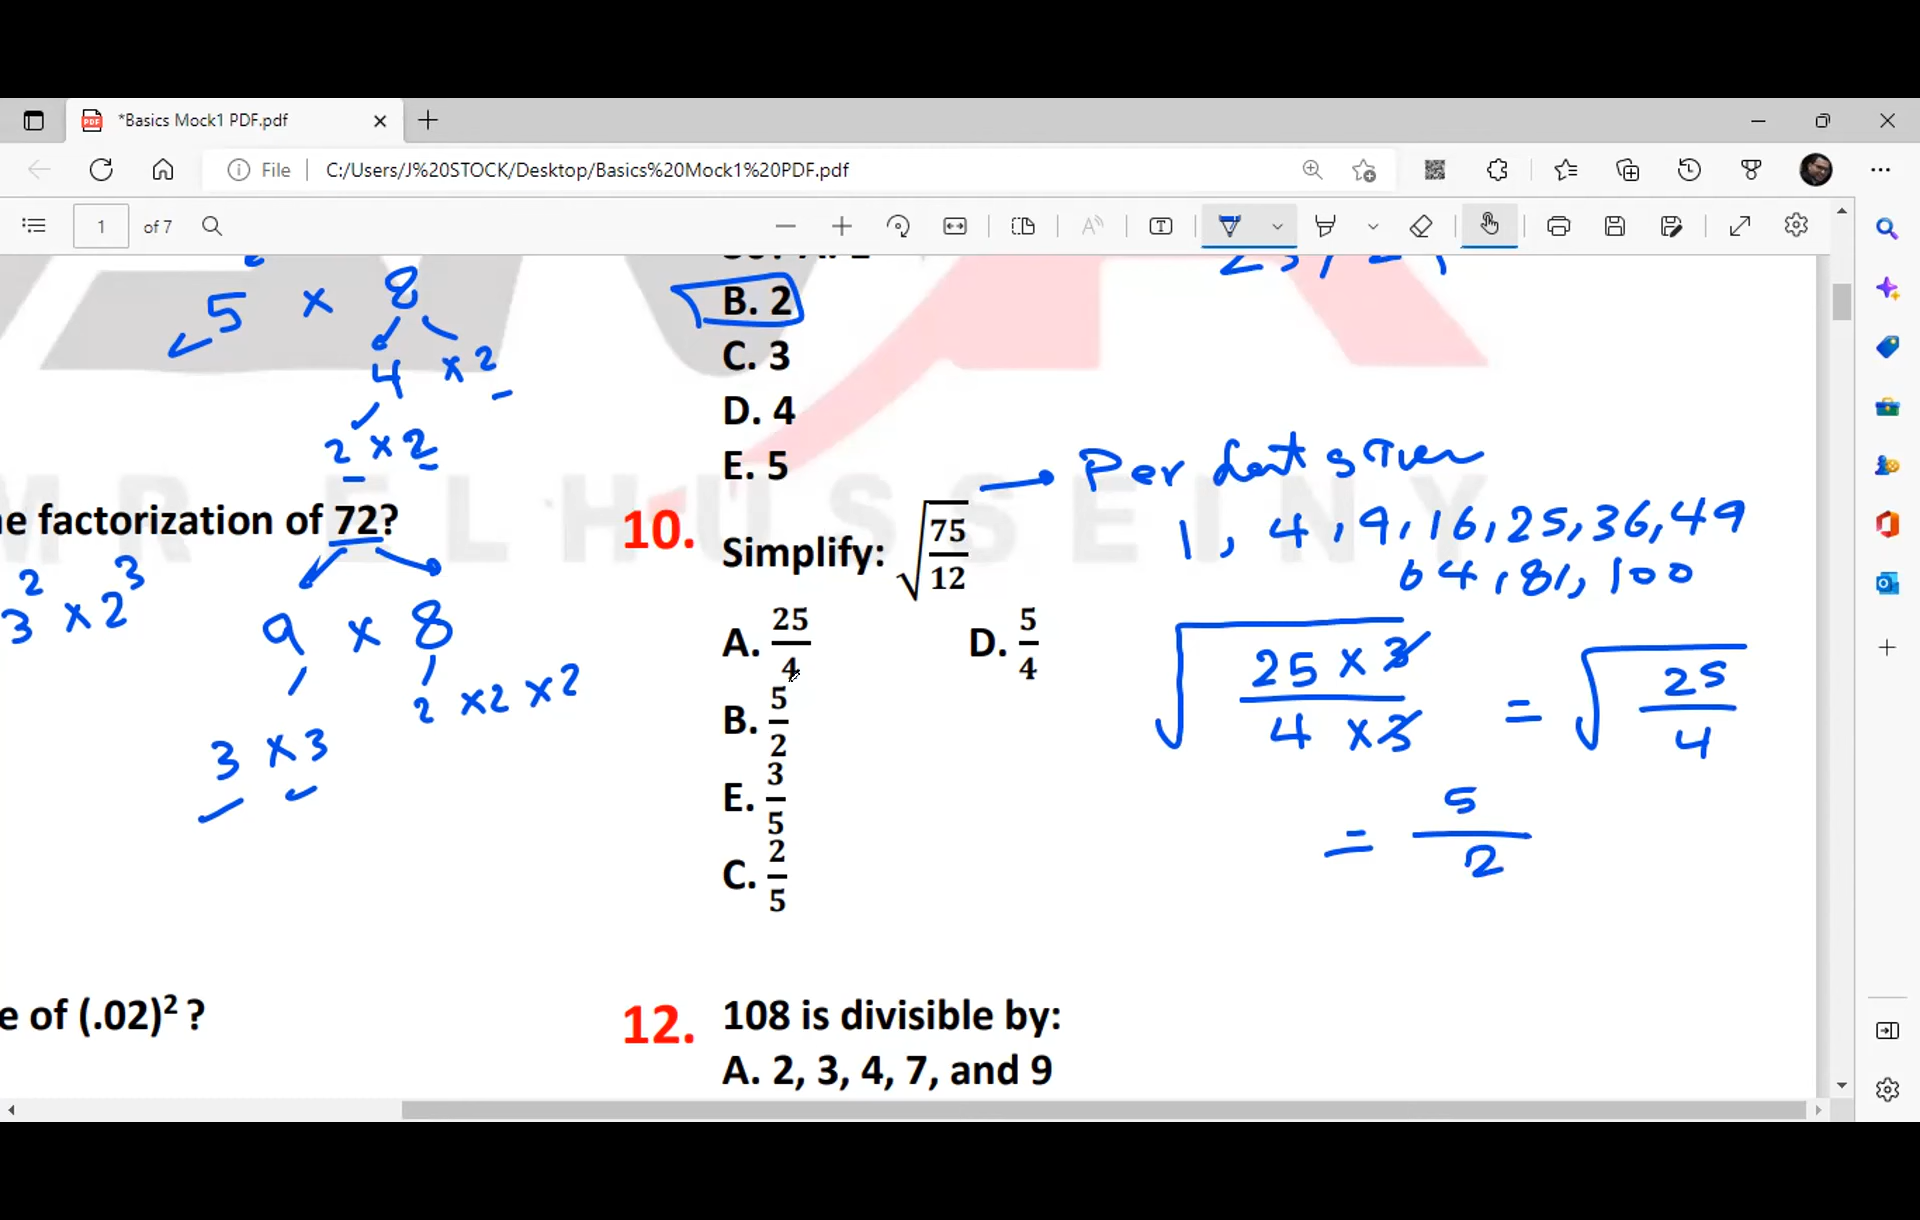 *Basics Mock1 PDF.pdf
File
C:/Users/J%20STOCK/Desktop/Basics%20Mock1%20PDF.pdf
1 of 7
5 × 8
4 × 2
2 × 2
MR ELHUSSEINY
e factorization of 72?
3² × 2³
9 × 8
2 × 2 × 2
3 × 3
e of (.02)² ?
B. 2
C. 3
D. 4
E. 5
10.
Simplify: √(75/12)
A. 25/4
D. 5/4
B. 5/2
E. 3/5
C. 2/5
1, 4, 9, 16, 25, 36, 49
64, 81, 100
√(25 × 3 / 4 × 3) = √(25/4)
= 5/2
12. 108 is divisible by:
A. 2, 3, 4, 7, and 9